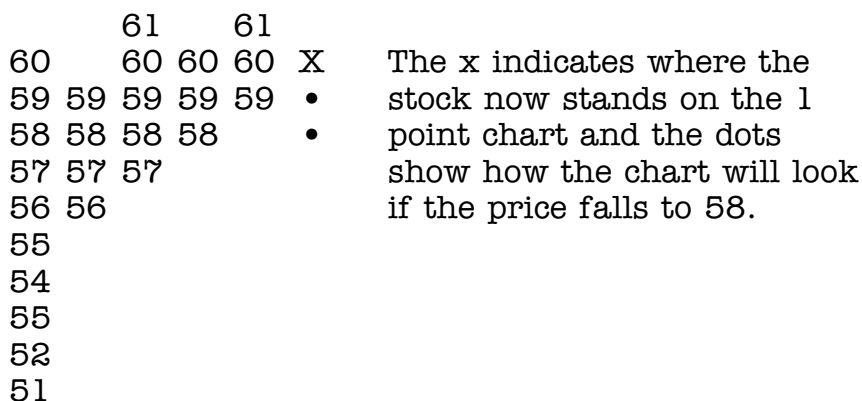 61 61
60 60 60 60 X The x indicates where the
59 59 59 59 59 • stock now stands on the 1
58 58 58 58 • point chart and the dots
57 57 57 show how the chart will look
56 56 if the price falls to 58.
55
54
55
52
51